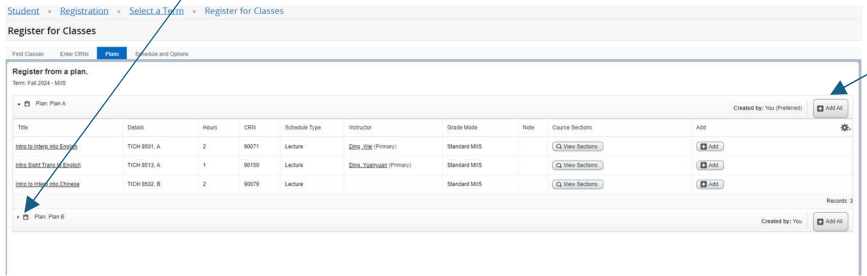 Student • Registration • Select a Term • Register for Classes
Register for Classes
Find Classes Enter CRNs Plans Schedule and Options
Register from a plan.
Term: Fall 2024 - MIIS
Plan: Plan A Created by: You (Preferred) Add All
Title Details Hours CRN Schedule Type Instructor Grade Mode Note Course Sections Add
Intro to Interp into English TICH 8501, A 2 90071 Lecture Ding, Wei (Primary) Standard MIIS View Sections Add
Intro Sight Trans to English TICH 8513, A 1 90150 Lecture Ding, Yuanyuan (Primary) Standard MIIS View Sections Add
Intro to Interp into Chinese TICH 8502, B 2 90079 Lecture Standard MIIS View Sections Add
Records: 3
Plan: Plan B Created by: You Add All